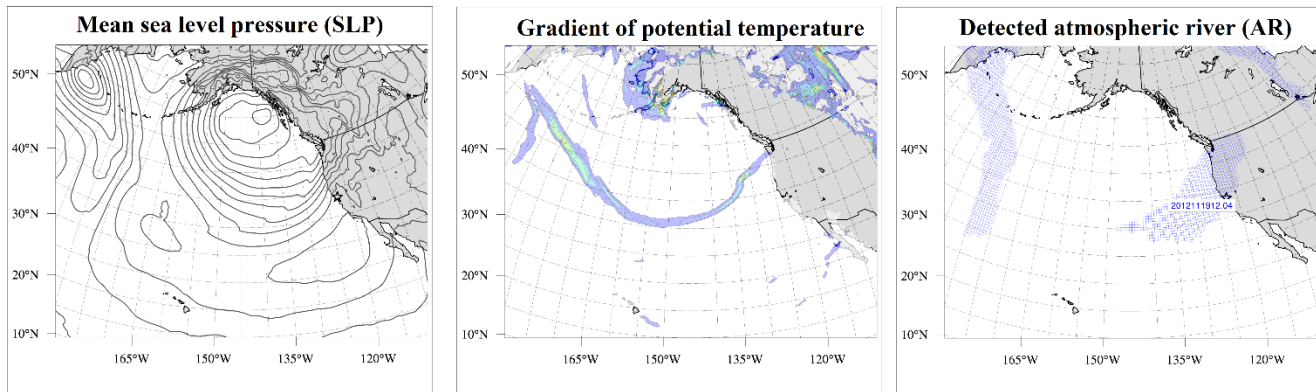 Mean sea level pressure (SLP)
50°N
40°N
30°N
20°N
10°N
165°W 150°W 135°W 120°W
Gradient of potential temperature
50°N
40°N
30°N
20°N
10°N
165°W 150°W 135°W 120°W
Detected atmospheric river (AR)
50°N
40°N
30°N
20°N
10°N
165°W 150°W 135°W 120°W
2012111912.04